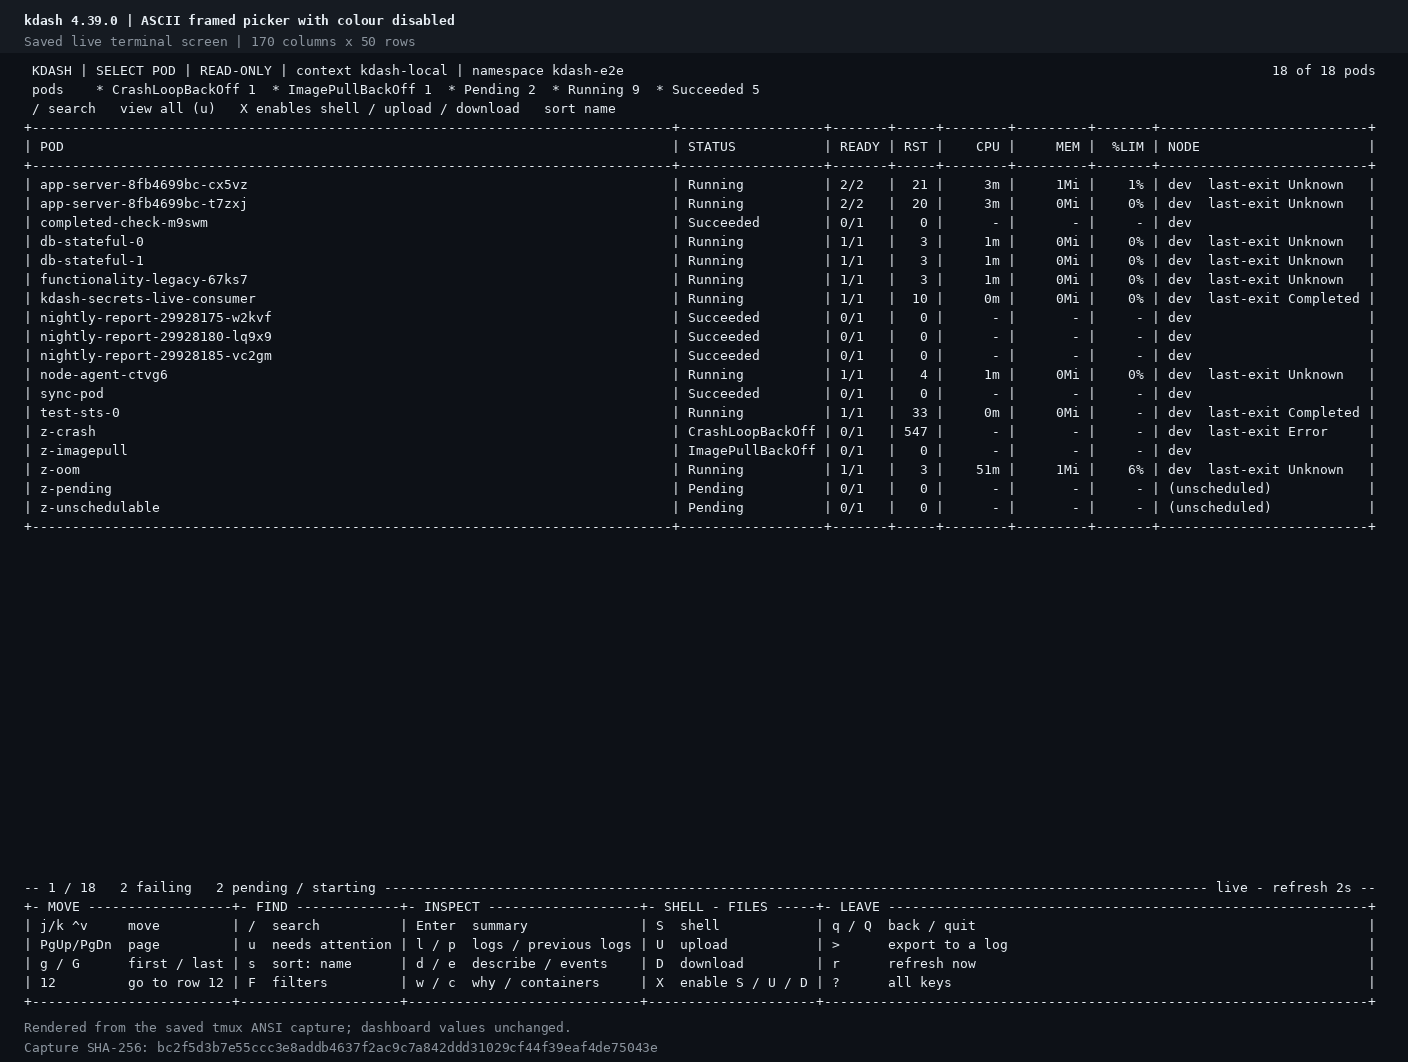 kdash 4.39.0 | ASCII framed picker with colour disabled
Saved live terminal screen | 170 columns x 50 rows
KDASH | SELECT POD | READ-ONLY | context kdash-local | namespace kdash-e2e 18 of 18 pods
pods * CrashLoopBackOff 1 * ImagePullBackOff 1 * Pending 2 * Running 9 * Succeeded 5
/ search view all (u) X enables shell / upload / download sort name
| POD | STATUS | READY | RST | CPU | MEM | %LIM | NODE |
| app-server-8fb4699bc-cx5vz | Running | 2/2 | 21 | 3m | 1Mi | 1% | dev last-exit Unknown |
| app-server-8fb4699bc-t7zxj | Running | 2/2 | 20 | 3m | 0Mi | 0% | dev last-exit Unknown |
| completed-check-m9swm | Succeeded | 0/1 | 0 | - | - | - | dev |
| db-stateful-0 | Running | 1/1 | 3 | 1m | 0Mi | 0% | dev last-exit Unknown |
| db-stateful-1 | Running | 1/1 | 3 | 1m | 0Mi | 0% | dev last-exit Unknown |
| functionality-legacy-67ks7 | Running | 1/1 | 3 | 1m | 0Mi | 0% | dev last-exit Unknown |
| kdash-secrets-live-consumer | Running | 1/1 | 10 | 0m | 0Mi | 0% | dev last-exit Completed |
| nightly-report-29928175-w2kvf | Succeeded | 0/1 | 0 | - | - | - | dev |
| nightly-report-29928180-lq9x9 | Succeeded | 0/1 | 0 | - | - | - | dev |
| nightly-report-29928185-vc2gm | Succeeded | 0/1 | 0 | - | - | - | dev |
| node-agent-ctvg6 | Running | 1/1 | 4 | 1m | 0Mi | 0% | dev last-exit Unknown |
| sync-pod | Succeeded | 0/1 | 0 | - | - | - | dev |
| test-sts-0 | Running | 1/1 | 33 | 0m | 0Mi | - | dev last-exit Completed |
| z-crash | CrashLoopBackOff | 0/1 | 547 | - | - | - | dev last-exit Error |
| z-imagepull | ImagePullBackOff | 0/1 | 0 | - | - | - | dev |
| z-oom | Running | 1/1 | 3 | 51m | 1Mi | 6% | dev last-exit Unknown |
| z-pending | Pending | 0/1 | 0 | - | - | - | (unscheduled) |
| z-unschedulable | Pending | 0/1 | 0 | - | - | - | (unscheduled) |
-- 1 / 18 2 failing 2 pending / starting -- live - refresh 2s --
+- MOVE -+- FIND -+- INSPECT -+- SHELL - FILES -+- LEAVE -+
| j/k ^v move | / search | Enter summary | S shell | q / Q back / quit |
| PgUp/PgDn page | u needs attention | l / p logs / previous logs | U upload | > export to a log |
| g / G first / last | s sort: name | d / e describe / events | D download | r refresh now |
| 12 go to row 12 | F filters | w / c why / containers | X enable S / U / D | ? all keys |
Rendered from the saved tmux ANSI capture; dashboard values unchanged.
Capture SHA-256: bc2f5d3b7e55ccc3e8addb4637f2ac9c7a842ddd31029cf44f39eaf4de75043e